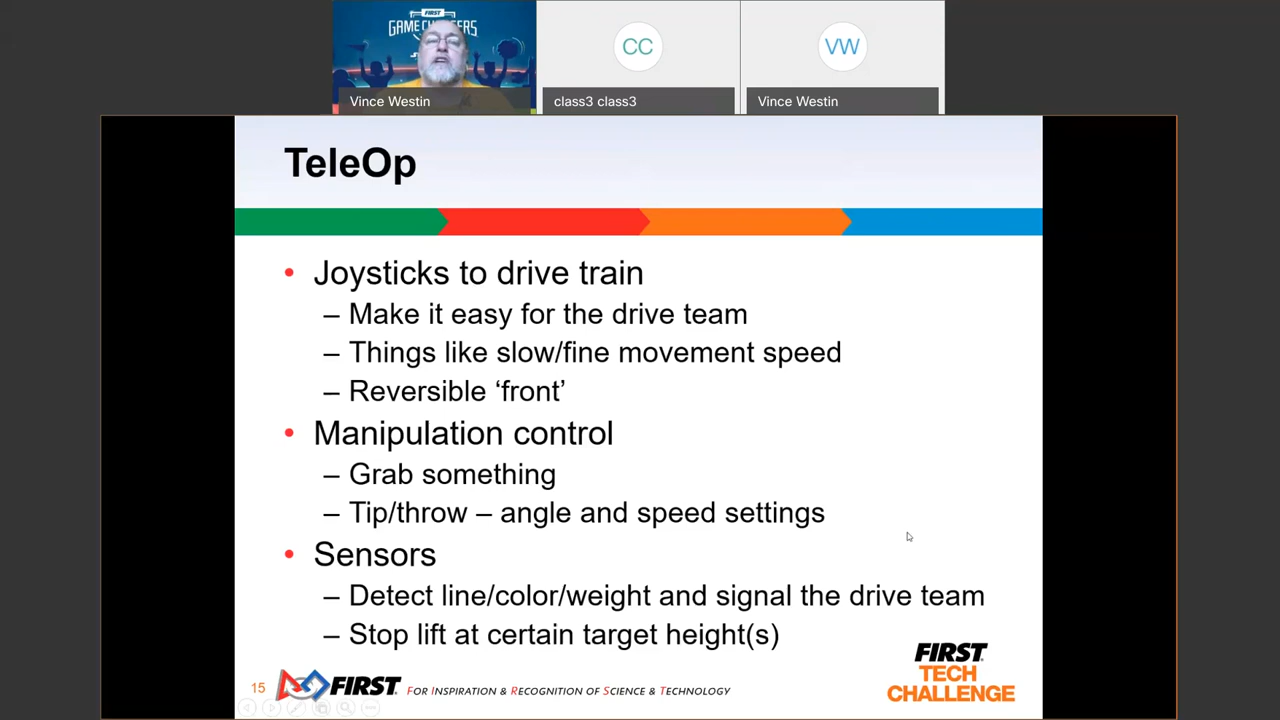 FIRST
GAME CHANGERS
CC
VW
Vince Westin
class3 class3
Vince Westin
TeleOp
• Joysticks to drive train
– Make it easy for the drive team
– Things like slow/fine movement speed
– Reversible ‘front’
• Manipulation control
– Grab something
– Tip/throw – angle and speed settings
• Sensors
– Detect line/color/weight and signal the drive team
– Stop lift at certain target height(s)
15
FIRST
FOR INSPIRATION & RECOGNITION OF SCIENCE & TECHNOLOGY
FIRST
TECH
CHALLENGE